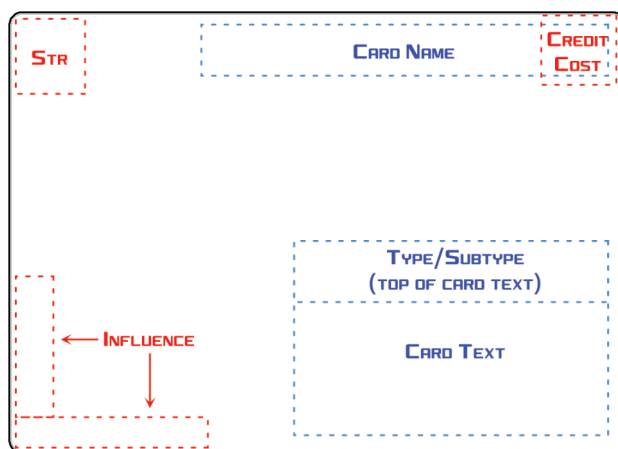 Str
Card Name
Credit
Cost
Type/Subtype
(top of card text)
Influence
Card Text